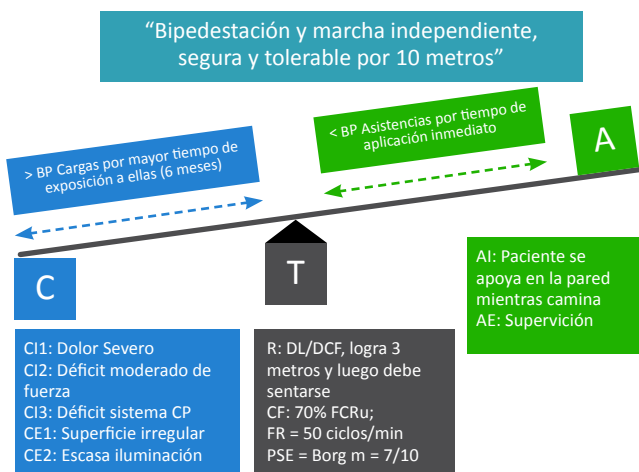 “Bipedestación y marcha independiente,
segura y tolerable por 10 metros”
> BP Cargas por mayor tiempo de
exposición a ellas (6 meses)
< BP Asistencias por tiempo de
aplicación inmediato
A
C
T
AI: Paciente se
apoya en la pared
mientras camina
AE: Supervición
CI1: Dolor Severo
CI2: Déficit moderado de
fuerza
CI3: Déficit sistema CP
CE1: Superficie irregular
CE2: Escasa iluminación
R: DL/DCF, logra 3
metros y luego debe
sentarse
CF: 70% FCRu;
FR = 50 ciclos/min
PSE = Borg m = 7/10